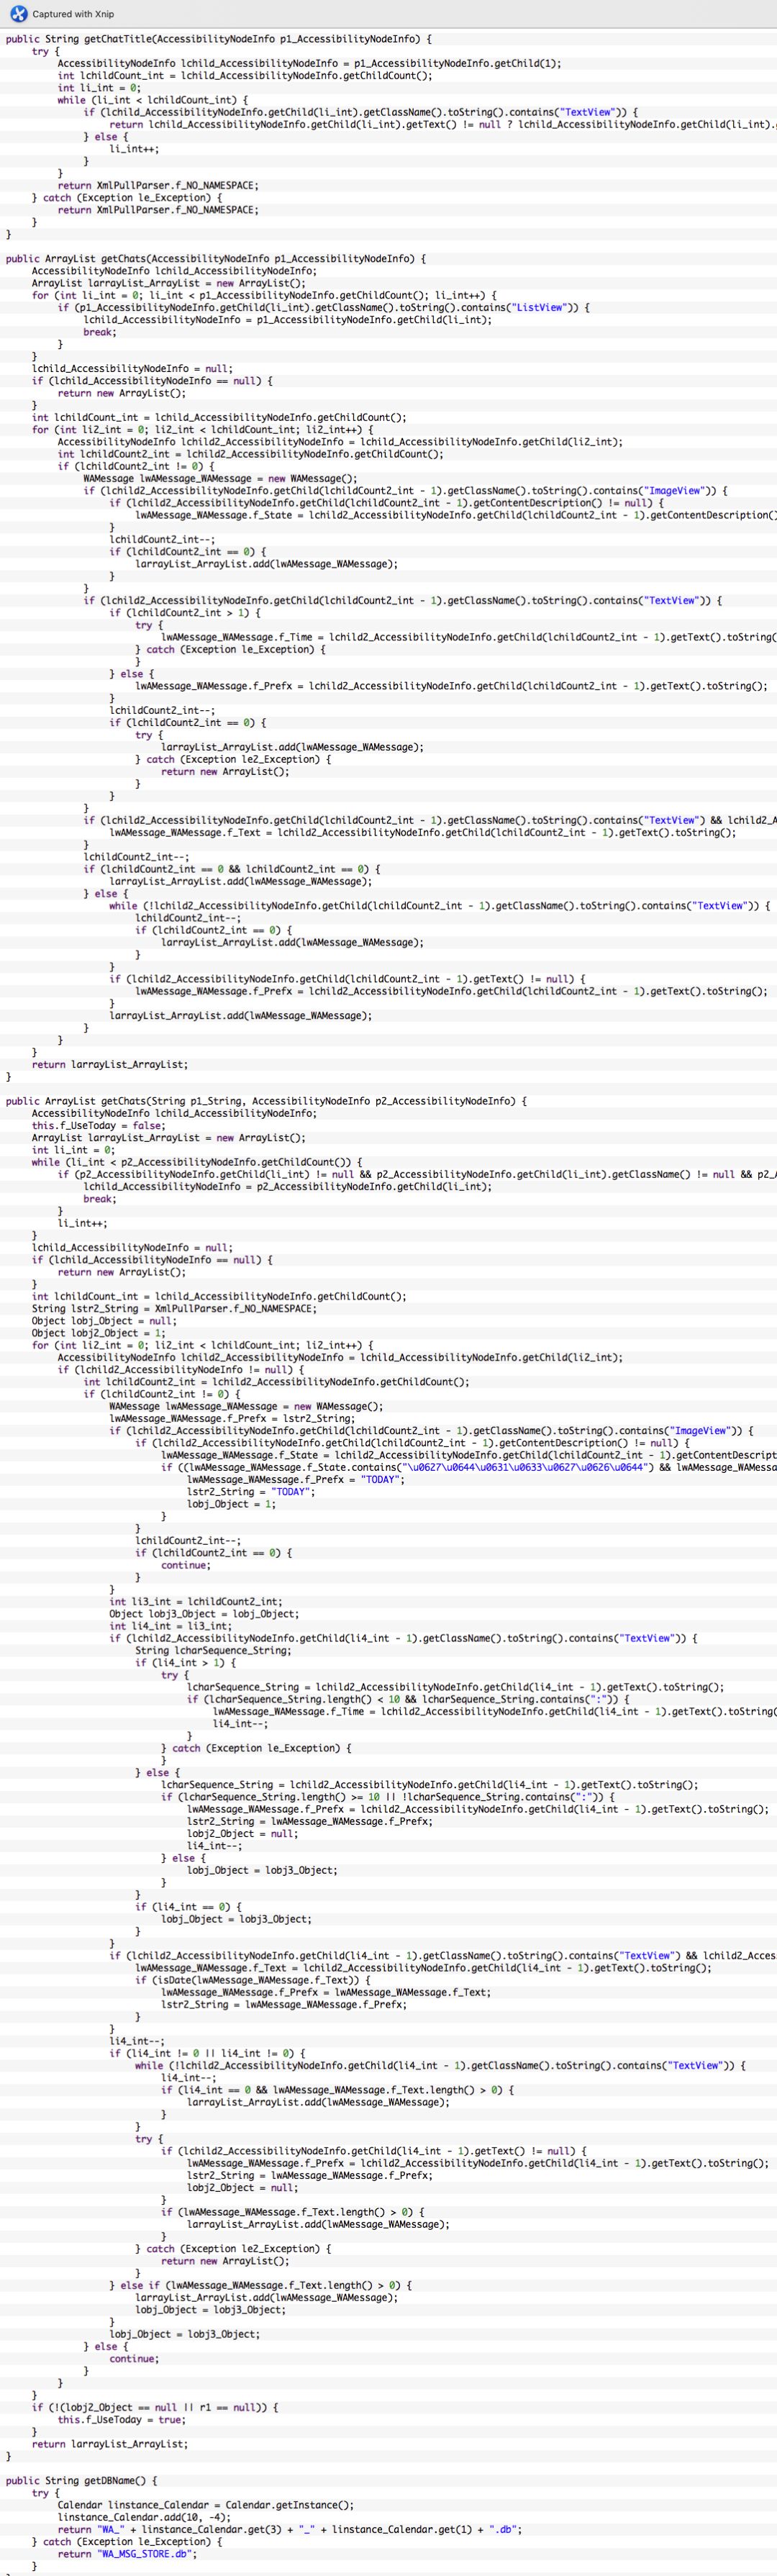 Captured with Xnip
public String getChatTitle(AccessibilityNodeInfo p1_AccessibilityNodeInfo) {
try {
AccessibilityNodeInfo lchild_AccessibilityNodeInfo = p1_AccessibilityNodeInfo.getChild(1);
int lchildCount_int = lchild_AccessibilityNodeInfo.getChildCount();
int li_int = 0;
while (li_int < lchildCount_int) {
if (lchild_AccessibilityNodeInfo.getChild(li_int).getClassName().toString().contains("TextView")) {
return lchild_AccessibilityNodeInfo.getChild(li_int).getText() != null ? lchild_AccessibilityNodeInfo.getChild(li_int).
} else {
li_int++;
}
}
return XmlPullParser.f_NO_NAMESPACE;
} catch (Exception le_Exception) {
return XmlPullParser.f_NO_NAMESPACE;
}
}
public ArrayList getChats(AccessibilityNodeInfo p1_AccessibilityNodeInfo) {
AccessibilityNodeInfo lchild_AccessibilityNodeInfo;
ArrayList larrayList_ArrayList = new ArrayList();
for (int li_int = 0; li_int < p1_AccessibilityNodeInfo.getChildCount(); li_int++) {
if (p1_AccessibilityNodeInfo.getChild(li_int).getClassName().toString().contains("ListView")) {
lchild_AccessibilityNodeInfo = p1_AccessibilityNodeInfo.getChild(li_int);
break;
}
}
lchild_AccessibilityNodeInfo = null;
if (lchild_AccessibilityNodeInfo == null) {
return new ArrayList();
}
int lchildCount_int = lchild_AccessibilityNodeInfo.getChildCount();
for (int li2_int = 0; li2_int < lchildCount_int; li2_int++) {
AccessibilityNodeInfo lchild2_AccessibilityNodeInfo = lchild_AccessibilityNodeInfo.getChild(li2_int);
int lchildCount2_int = lchild2_AccessibilityNodeInfo.getChildCount();
if (lchildCount2_int != 0) {
WAMessage lwAMessage_WAMessage = new WAMessage();
if (lchild2_AccessibilityNodeInfo.getChild(lchildCount2_int - 1).getClassName().toString().contains("ImageView")) {
if (lchild2_AccessibilityNodeInfo.getChild(lchildCount2_int - 1).getContentDescription() != null) {
lwAMessage_WAMessage.f_State = lchild2_AccessibilityNodeInfo.getChild(lchildCount2_int - 1).getContentDescription()
}
lchildCount2_int--;
if (lchildCount2_int == 0) {
larrayList_ArrayList.add(lwAMessage_WAMessage);
}
}
if (lchild2_AccessibilityNodeInfo.getChild(lchildCount2_int - 1).getClassName().toString().contains("TextView")) {
if (lchildCount2_int > 1) {
try {
lwAMessage_WAMessage.f_Time = lchild2_AccessibilityNodeInfo.getChild(lchildCount2_int - 1).getText().toString(
} catch (Exception le_Exception) {
}
} else {
lwAMessage_WAMessage.f_Prefx = lchild2_AccessibilityNodeInfo.getChild(lchildCount2_int - 1).getText().toString();
}
lchildCount2_int--;
if (lchildCount2_int == 0) {
try {
larrayList_ArrayList.add(lwAMessage_WAMessage);
} catch (Exception le2_Exception) {
return new ArrayList();
}
}
}
if (lchild2_AccessibilityNodeInfo.getChild(lchildCount2_int - 1).getClassName().toString().contains("TextView") && lchild2_A
lwAMessage_WAMessage.f_Text = lchild2_AccessibilityNodeInfo.getChild(lchildCount2_int - 1).getText().toString();
}
lchildCount2_int--;
if (lchildCount2_int == 0 && lchildCount2_int == 0) {
larrayList_ArrayList.add(lwAMessage_WAMessage);
} else {
while (!lchild2_AccessibilityNodeInfo.getChild(lchildCount2_int - 1).getClassName().toString().contains("TextView")) {
lchildCount2_int--;
if (lchildCount2_int == 0) {
larrayList_ArrayList.add(lwAMessage_WAMessage);
}
}
if (lchild2_AccessibilityNodeInfo.getChild(lchildCount2_int - 1).getText() != null) {
lwAMessage_WAMessage.f_Prefx = lchild2_AccessibilityNodeInfo.getChild(lchildCount2_int - 1).getText().toString();
}
larrayList_ArrayList.add(lwAMessage_WAMessage);
}
}
}
return larrayList_ArrayList;
}
public ArrayList getChats(String p1_String, AccessibilityNodeInfo p2_AccessibilityNodeInfo) {
AccessibilityNodeInfo lchild_AccessibilityNodeInfo;
this.f_UseToday = false;
ArrayList larrayList_ArrayList = new ArrayList();
int li_int = 0;
while (li_int < p2_AccessibilityNodeInfo.getChildCount()) {
if (p2_AccessibilityNodeInfo.getChild(li_int) != null && p2_AccessibilityNodeInfo.getChild(li_int).getClassName() != null && p2_A
lchild_AccessibilityNodeInfo = p2_AccessibilityNodeInfo.getChild(li_int);
break;
}
li_int++;
}
lchild_AccessibilityNodeInfo = null;
if (lchild_AccessibilityNodeInfo == null) {
return new ArrayList();
}
int lchildCount_int = lchild_AccessibilityNodeInfo.getChildCount();
String lstr2_String = XmlPullParser.f_NO_NAMESPACE;
Object lobj_Object = null;
Object lobj2_Object = 1;
for (int li2_int = 0; li2_int < lchildCount_int; li2_int++) {
AccessibilityNodeInfo lchild2_AccessibilityNodeInfo = lchild_AccessibilityNodeInfo.getChild(li2_int);
if (lchild2_AccessibilityNodeInfo != null) {
int lchildCount2_int = lchild2_AccessibilityNodeInfo.getChildCount();
if (lchildCount2_int != 0) {
WAMessage lwAMessage_WAMessage = new WAMessage();
lwAMessage_WAMessage.f_Prefx = lstr2_String;
if (lchild2_AccessibilityNodeInfo.getChild(lchildCount2_int - 1).getClassName().toString().contains("ImageView")) {
if (lchild2_AccessibilityNodeInfo.getChild(lchildCount2_int - 1).getContentDescription() != null) {
lwAMessage_WAMessage.f_State = lchild2_AccessibilityNodeInfo.getChild(lchildCount2_int - 1).getContentDescript
if ((lwAMessage_WAMessage.f_State.contains("\u0627\u0644\u0631\u0633\u0627\u0626\u0644") && lwAMessage_WAMessa
lwAMessage_WAMessage.f_Prefx = "TODAY";
lstr2_String = "TODAY";
lobj_Object = 1;
}
}
lchildCount2_int--;
if (lchildCount2_int == 0) {
continue;
}
}
int li3_int = lchildCount2_int;
Object lobj3_Object = lobj_Object;
int li4_int = li3_int;
if (lchild2_AccessibilityNodeInfo.getChild(li4_int - 1).getClassName().toString().contains("TextView")) {
String lcharSequence_String;
if (li4_int > 1) {
try {
lcharSequence_String = lchild2_AccessibilityNodeInfo.getChild(li4_int - 1).getText().toString();
if (lcharSequence_String.length() < 10 && lcharSequence_String.contains(":")) {
lwAMessage_WAMessage.f_Time = lchild2_AccessibilityNodeInfo.getChild(li4_int - 1).getText().toString(
li4_int--;
}
} catch (Exception le_Exception) {
}
} else {
lcharSequence_String = lchild2_AccessibilityNodeInfo.getChild(li4_int - 1).getText().toString();
if (lcharSequence_String.length() >= 10 || !lcharSequence_String.contains(":")) {
lwAMessage_WAMessage.f_Prefx = lchild2_AccessibilityNodeInfo.getChild(li4_int - 1).getText().toString();
lstr2_String = lwAMessage_WAMessage.f_Prefx;
lobj2_Object = null;
li4_int--;
} else {
lobj_Object = lobj3_Object;
}
}
if (li4_int == 0) {
lobj_Object = lobj3_Object;
}
}
if (lchild2_AccessibilityNodeInfo.getChild(li4_int - 1).getClassName().toString().contains("TextView") && lchild2_Acces
lwAMessage_WAMessage.f_Text = lchild2_AccessibilityNodeInfo.getChild(li4_int - 1).getText().toString();
if (isDate(lwAMessage_WAMessage.f_Text)) {
lwAMessage_WAMessage.f_Prefx = lwAMessage_WAMessage.f_Text;
lstr2_String = lwAMessage_WAMessage.f_Prefx;
}
}
li4_int--;
if (li4_int != 0 || li4_int != 0) {
while (!lchild2_AccessibilityNodeInfo.getChild(li4_int - 1).getClassName().toString().contains("TextView")) {
li4_int--;
if (li4_int == 0 && lwAMessage_WAMessage.f_Text.length() > 0) {
larrayList_ArrayList.add(lwAMessage_WAMessage);
}
}
try {
if (lchild2_AccessibilityNodeInfo.getChild(li4_int - 1).getText() != null) {
lwAMessage_WAMessage.f_Prefx = lchild2_AccessibilityNodeInfo.getChild(li4_int - 1).getText().toString();
lstr2_String = lwAMessage_WAMessage.f_Prefx;
lobj2_Object = null;
}
if (lwAMessage_WAMessage.f_Text.length() > 0) {
larrayList_ArrayList.add(lwAMessage_WAMessage);
}
} catch (Exception le2_Exception) {
return new ArrayList();
}
} else if (lwAMessage_WAMessage.f_Text.length() > 0) {
larrayList_ArrayList.add(lwAMessage_WAMessage);
lobj_Object = lobj3_Object;
}
lobj_Object = lobj3_Object;
} else {
continue;
}
}
}
if (!(lobj2_Object == null || r1 == null)) {
this.f_UseToday = true;
}
return larrayList_ArrayList;
}
public String getDBName() {
try {
Calendar linstance_Calendar = Calendar.getInstance();
linstance_Calendar.add(10, -4);
return "WA_" + linstance_Calendar.get(3) + "_" + linstance_Calendar.get(1) + ".db";
} catch (Exception le_Exception) {
return "WA_MSG_STORE.db";
}